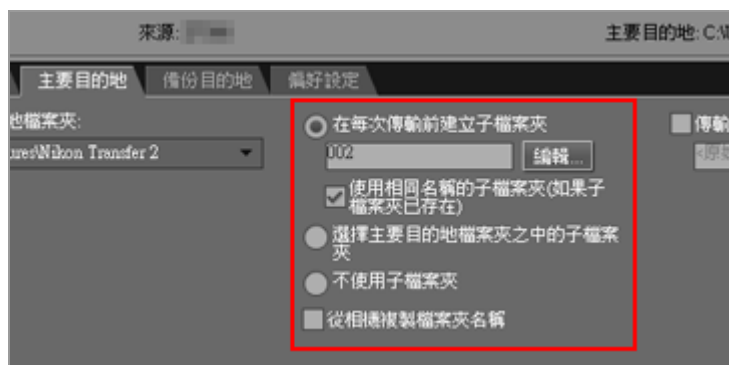 來源:
主要目的地: C:\
主要目的地 備份目的地 偏好設定
地檔案夾:
ures\Nikon Transfer 2
在每次傳輸前建立子檔案夾
002
編輯...
使用相同名稱的子檔案夾(如果子
檔案夾已存在)
選擇主要目的地檔案夾之中的子檔案
夾
不使用子檔案夾
從相機複製檔案夾名稱
傳輸
<原始